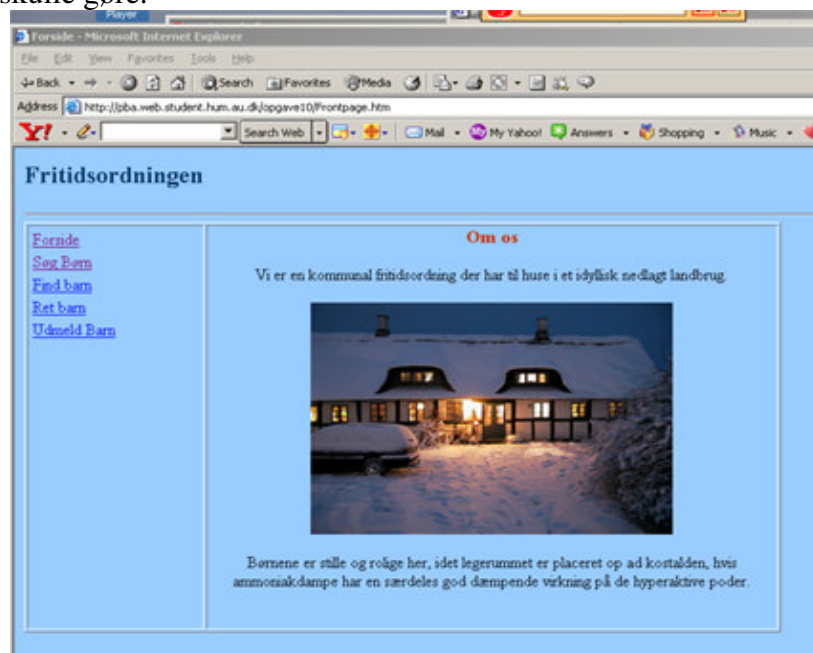 skulle gøre.
Player
Forside - Microsoft Internet Explorer
File Edit View Favorites Tools Help
Back Search Favorites Media
Address http://pba.web.student.hum.au.dk/opgave10/Frontpage.htm
Y! Search Web Mail My Yahoo! Answers Shopping Music
Fritidsordningen
Forside
Søg Børn
Find barn
Ret barn
Udmeld Barn
Om os
Vi er en kommunal fritidsordning der har til huse i et idyllisk nedlagt landbrug.
Børnene er stille og rolige her, idet legerummet er placeret op ad kostalden, hvis
ammoniakdampe har en særdeles god dæmpende virkning på de hyperaktive poder.